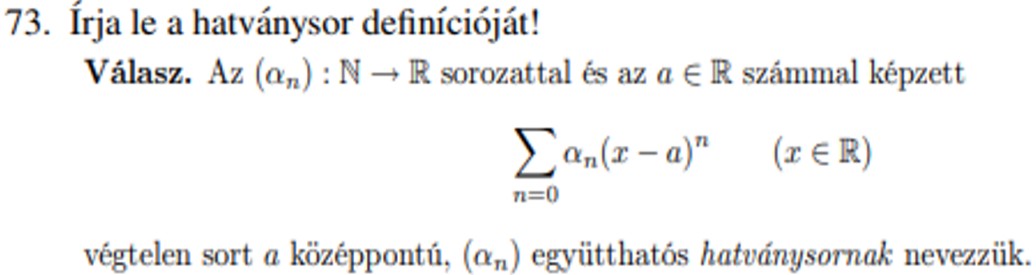 73. Írja le a hatványsor definícióját!
Válasz. Az (αₙ) : ℕ → ℝ sorozattal és az a ∈ ℝ számmal képzett
∑ₙ₌₀ αₙ(x − a)ⁿ (x ∈ ℝ)
végtelen sort a középpontú, (αₙ) együtthatós hatványsornak nevezzük.